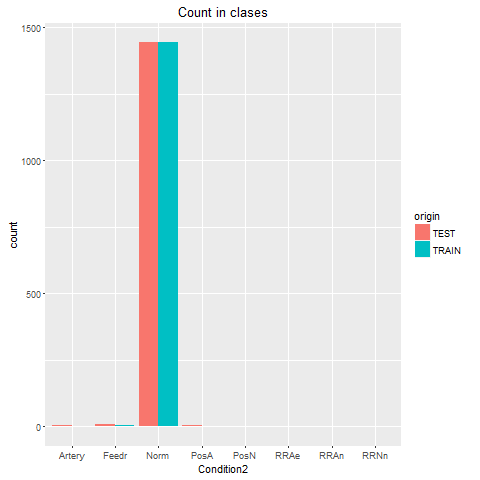 Count in clases
1500
1000
500
0
count
Artery Feedr Norm PosA PosN RRAe RRAn RRNn
Condition2
origin
TEST
TRAIN